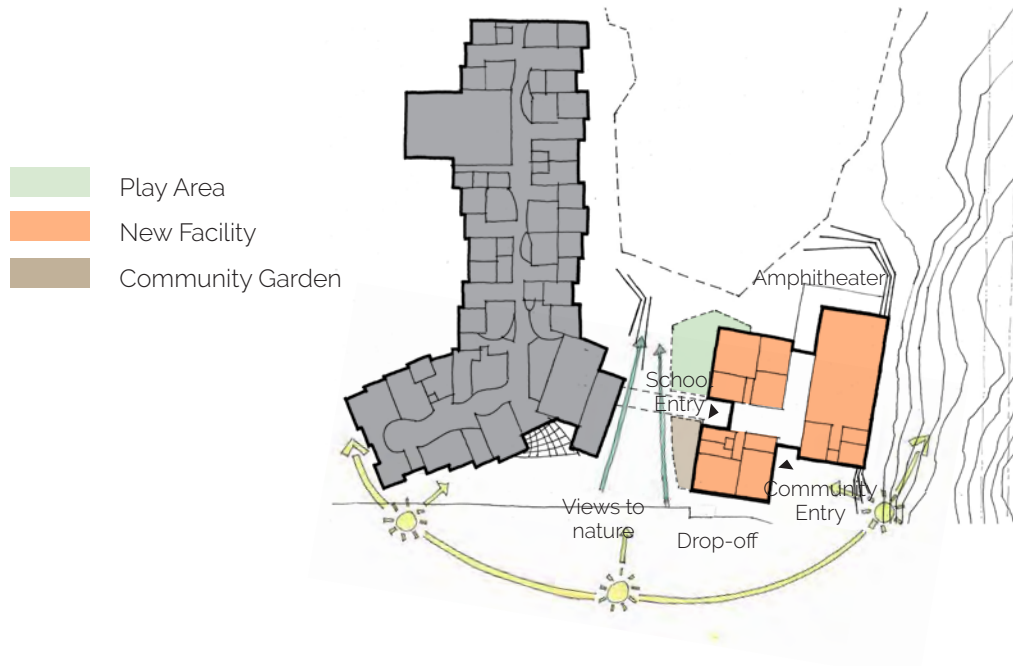 Play Area
New Facility
Community Garden
Amphitheater
School
Entry
Community
Entry
Views to
nature
Drop-off